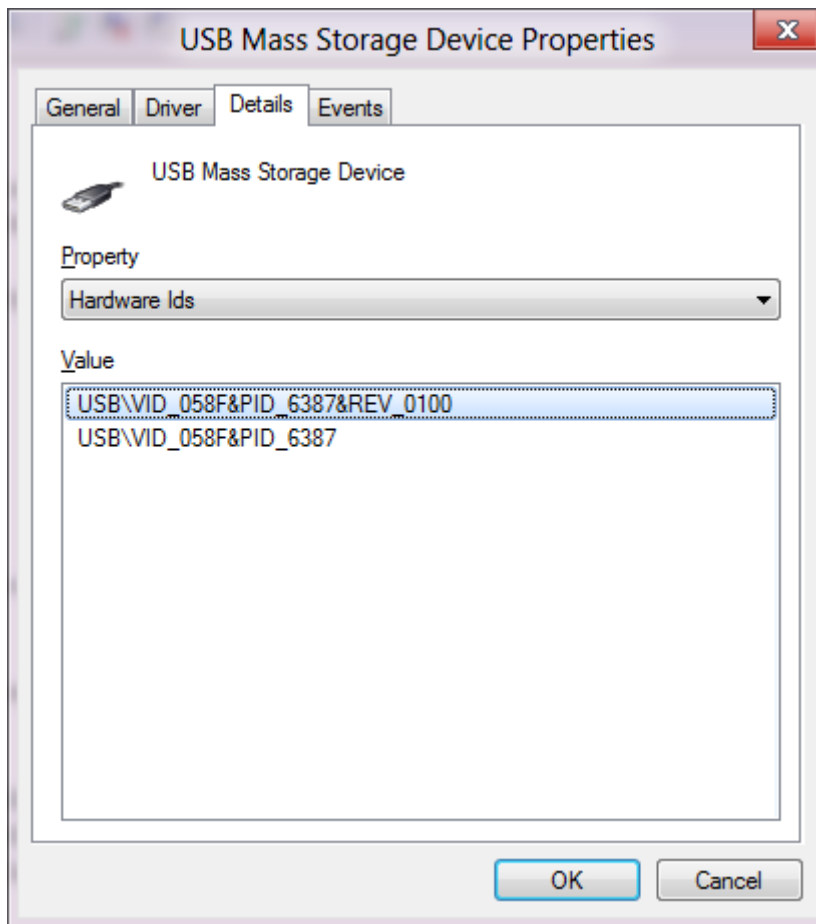 USB Mass Storage Device Properties
x
General Driver Details Events
USB Mass Storage Device
Property
Hardware Ids
Value
USB\VID_058F&PID_6387&REV_0100
USB\VID_058F&PID_6387
OK Cancel